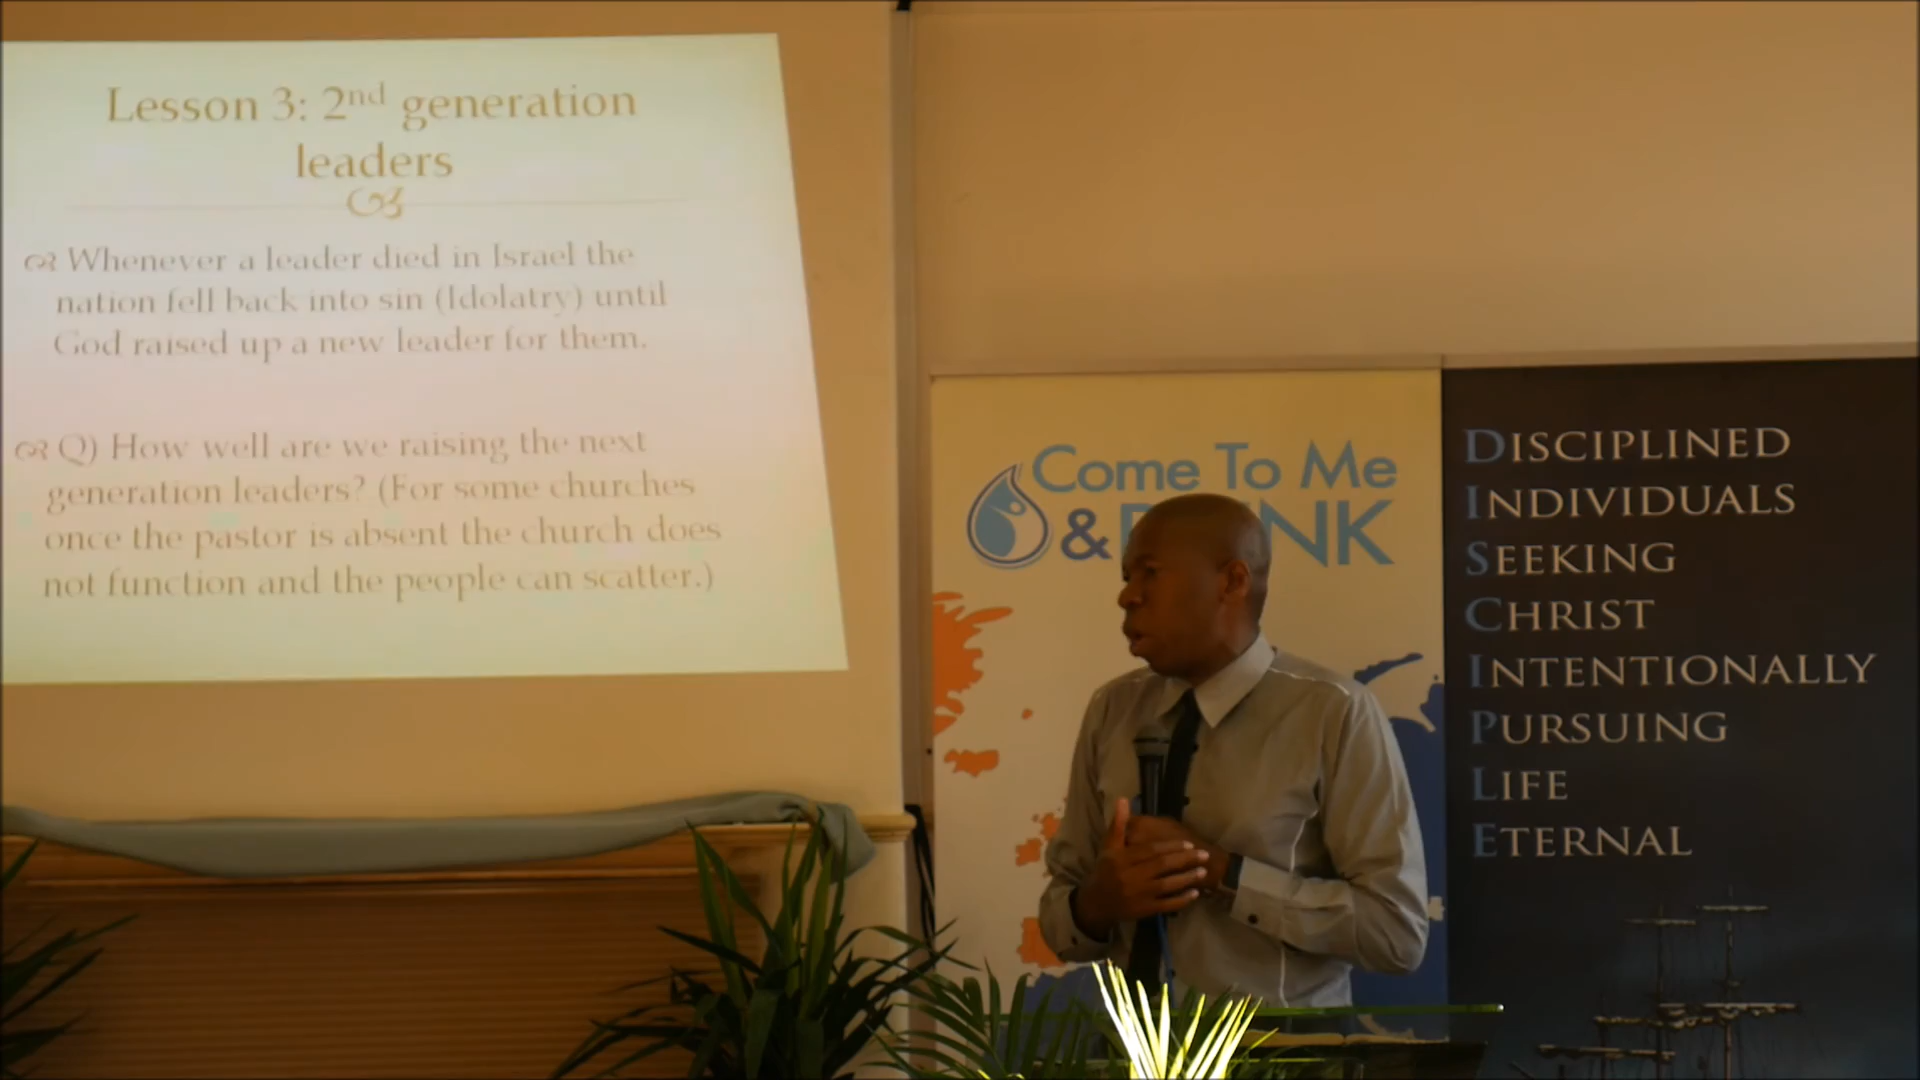 Lesson 3: 2nd generation
leaders
Whenever a leader died in Israel the
nation fell back into sin (Idolatry) until
God raised up a new leader for them.
Q) How well are we raising the next
generation leaders? (For some churches
once the pastor is absent the church does
not function and the people can scatter.)
Come To Me
& NK
DISCIPLINED
INDIVIDUALS
SEEKING
CHRIST
INTENTIONALLY
PURSUING
LIFE
ETERNAL